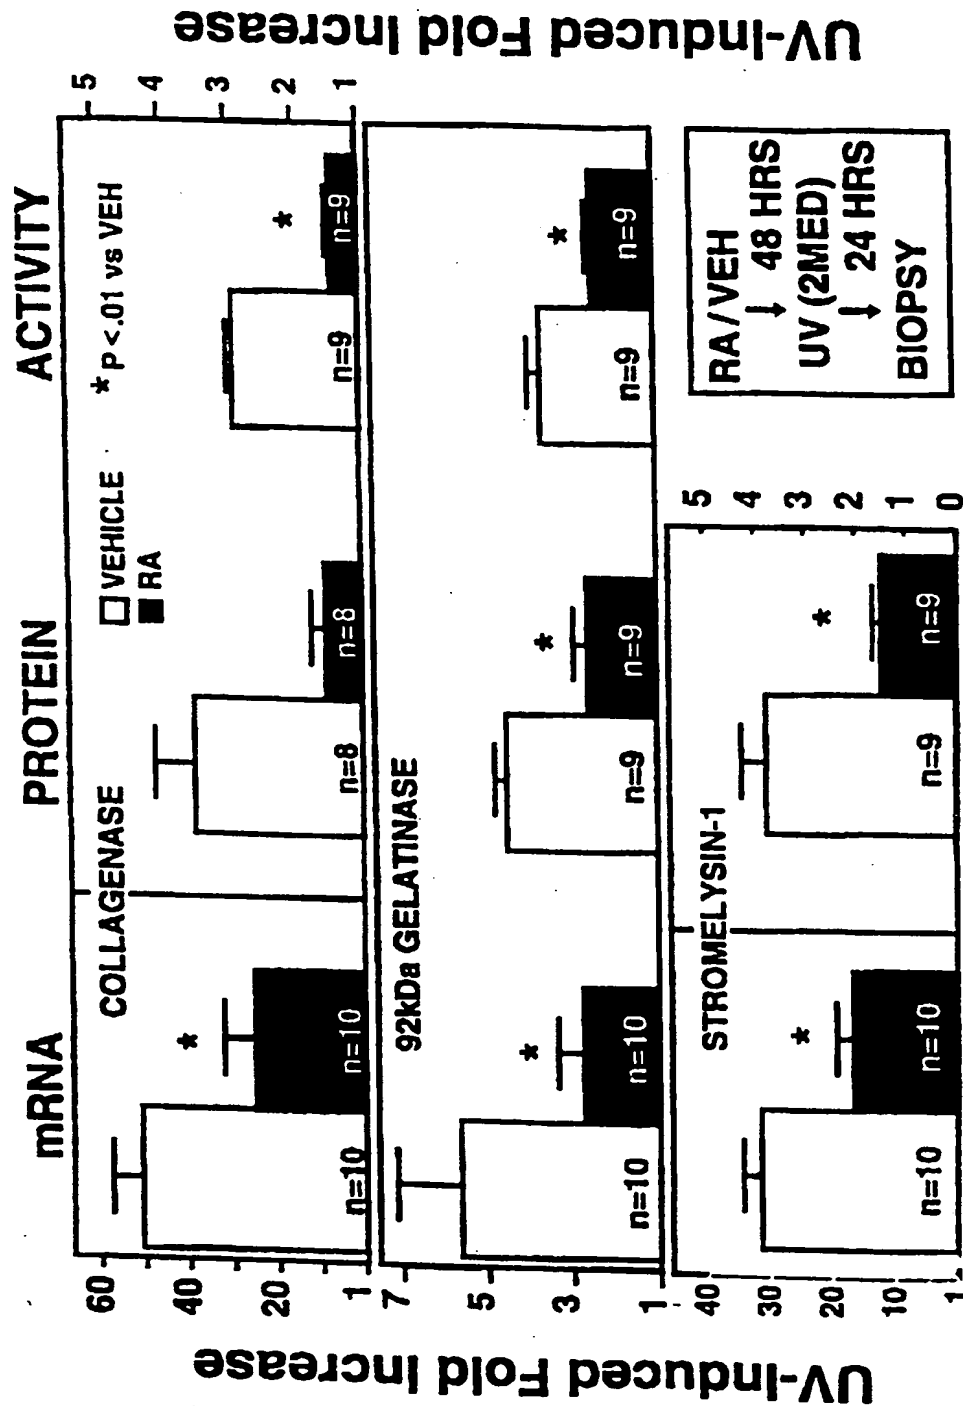 mRNA PROTEIN ACTIVITY
UV-Induced Fold Increase
COLLAGENASE
□ VEHICLE * P <.01 vs VEH
■ RA
60
40
20
1
5
4
3
2
1
*
*
n=10
n=10
n=8
n=8
n=9
n=9
92kDa GELATINASE
7
5
3
1
*
*
*
n=10
n=10
n=9
n=9
n=9
n=9
STROMELYSIN-1
40
30
20
10
1
5
4
3
2
1
0
*
*
n=10
n=10
n=9
n=9
RA/VEH
↓ 48 HRS
UV (2MED)
↓ 24 HRS
BIOPSY
UV-Induced Fold Increase